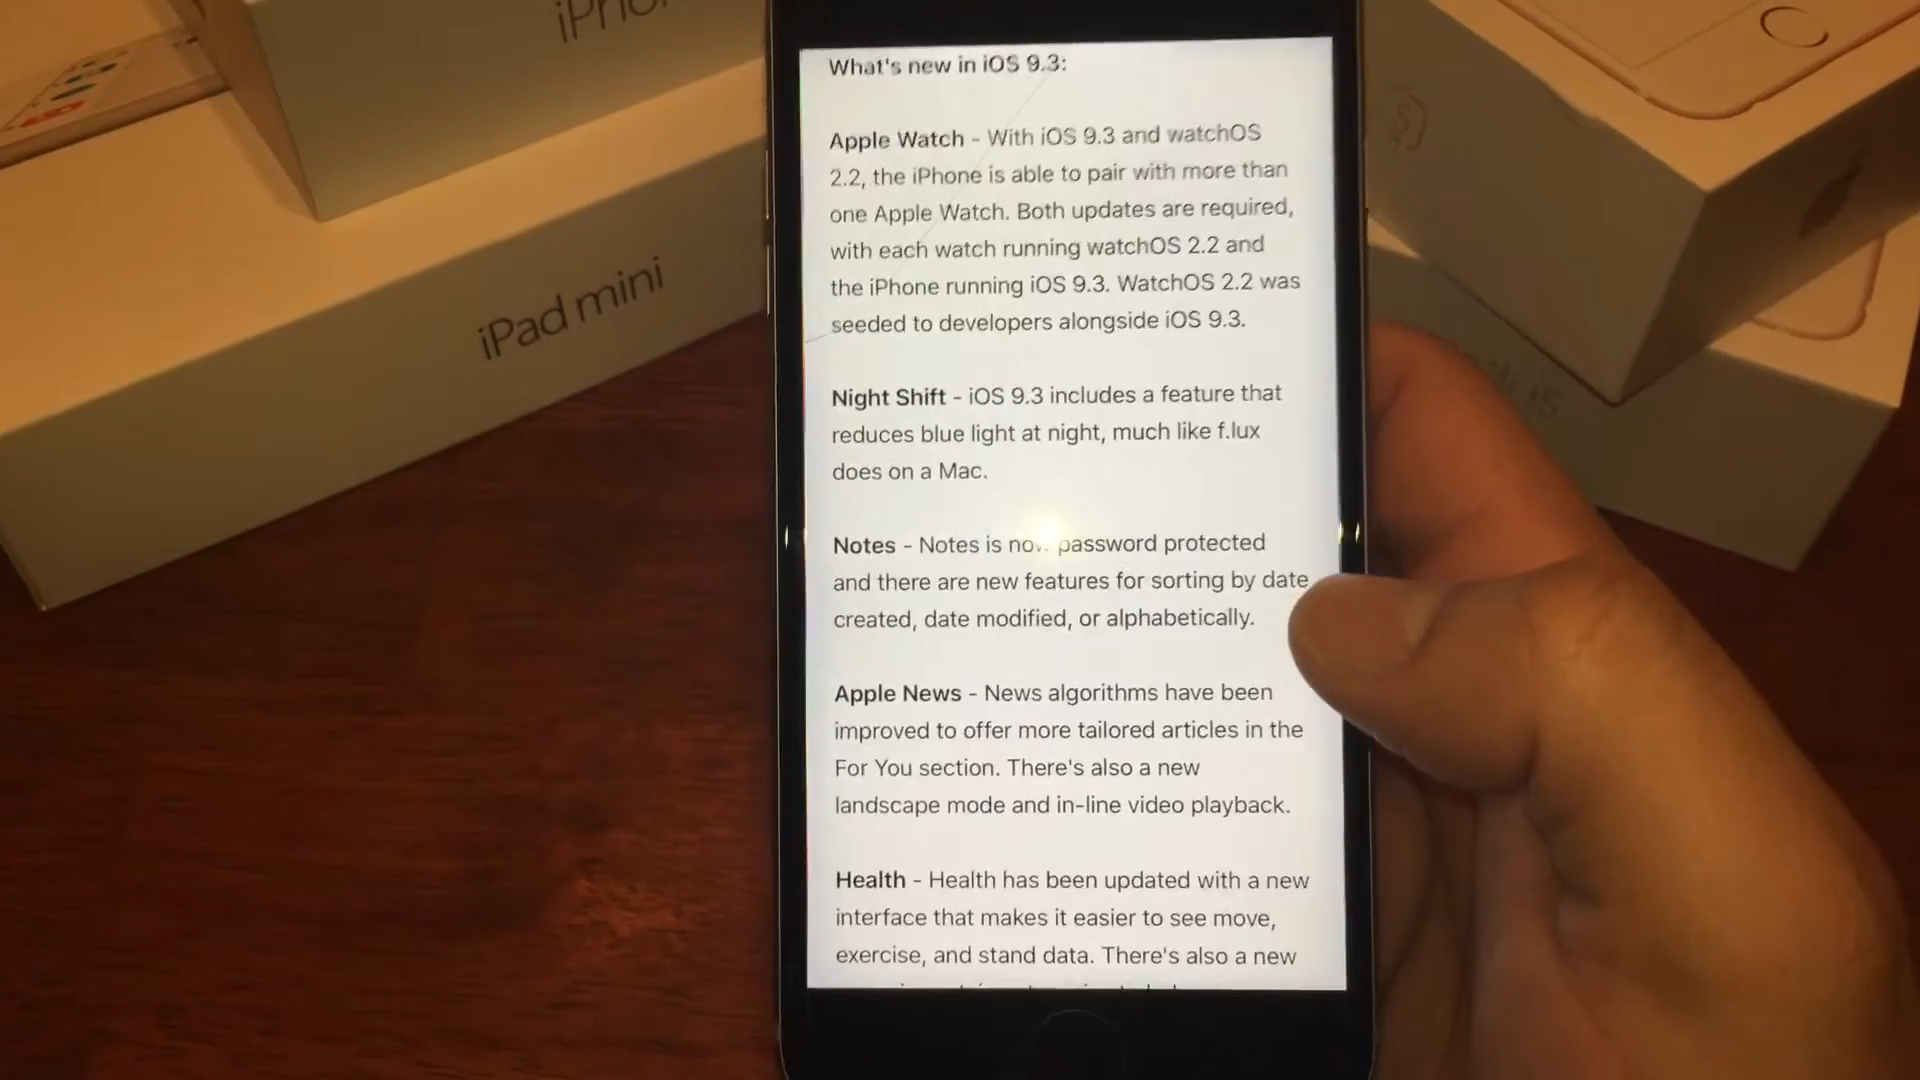 iPhon
iPad mini
What's new in iOS 9.3:
Apple Watch - With iOS 9.3 and watchOS
2.2, the iPhone is able to pair with more than
one Apple Watch. Both updates are required,
with each watch running watchOS 2.2 and
the iPhone running iOS 9.3. WatchOS 2.2 was
seeded to developers alongside iOS 9.3.
Night Shift - iOS 9.3 includes a feature that
reduces blue light at night, much like f.lux
does on a Mac.
Notes - Notes is now password protected
and there are new features for sorting by date
created, date modified, or alphabetically.
Apple News - News algorithms have been
improved to offer more tailored articles in the
For You section. There's also a new
landscape mode and in-line video playback.
Health - Health has been updated with a new
interface that makes it easier to see move,
exercise, and stand data. There's also a new